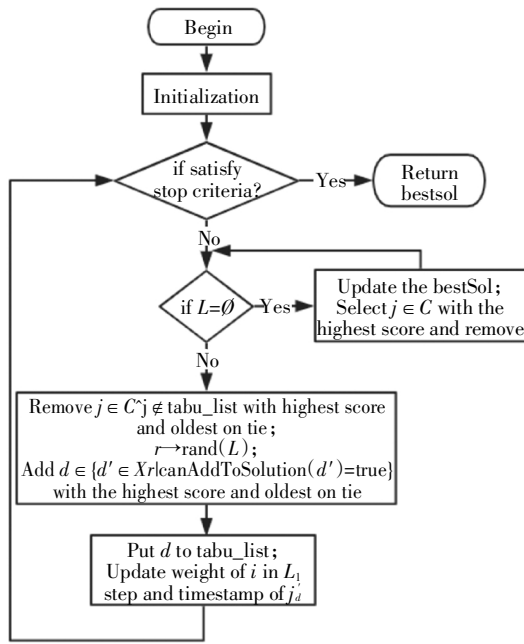 Begin
Initialization
if satisfy
stop criteria?
Yes
Return
bestsol
No
if L=Ø
Yes
Update the bestSol;
Select j ∈ C with the
highest score and remove
No
Remove j ∈ C^j ∉ tabu_list with highest score
and oldest on tie;
r→rand(L);
Add d ∈ {d′ ∈ Xr|canAddToSolution(d′)=true}
with the highest score and oldest on tie
Put d to tabu_list;
Update weight of i in L₁
step and timestamp of j′d